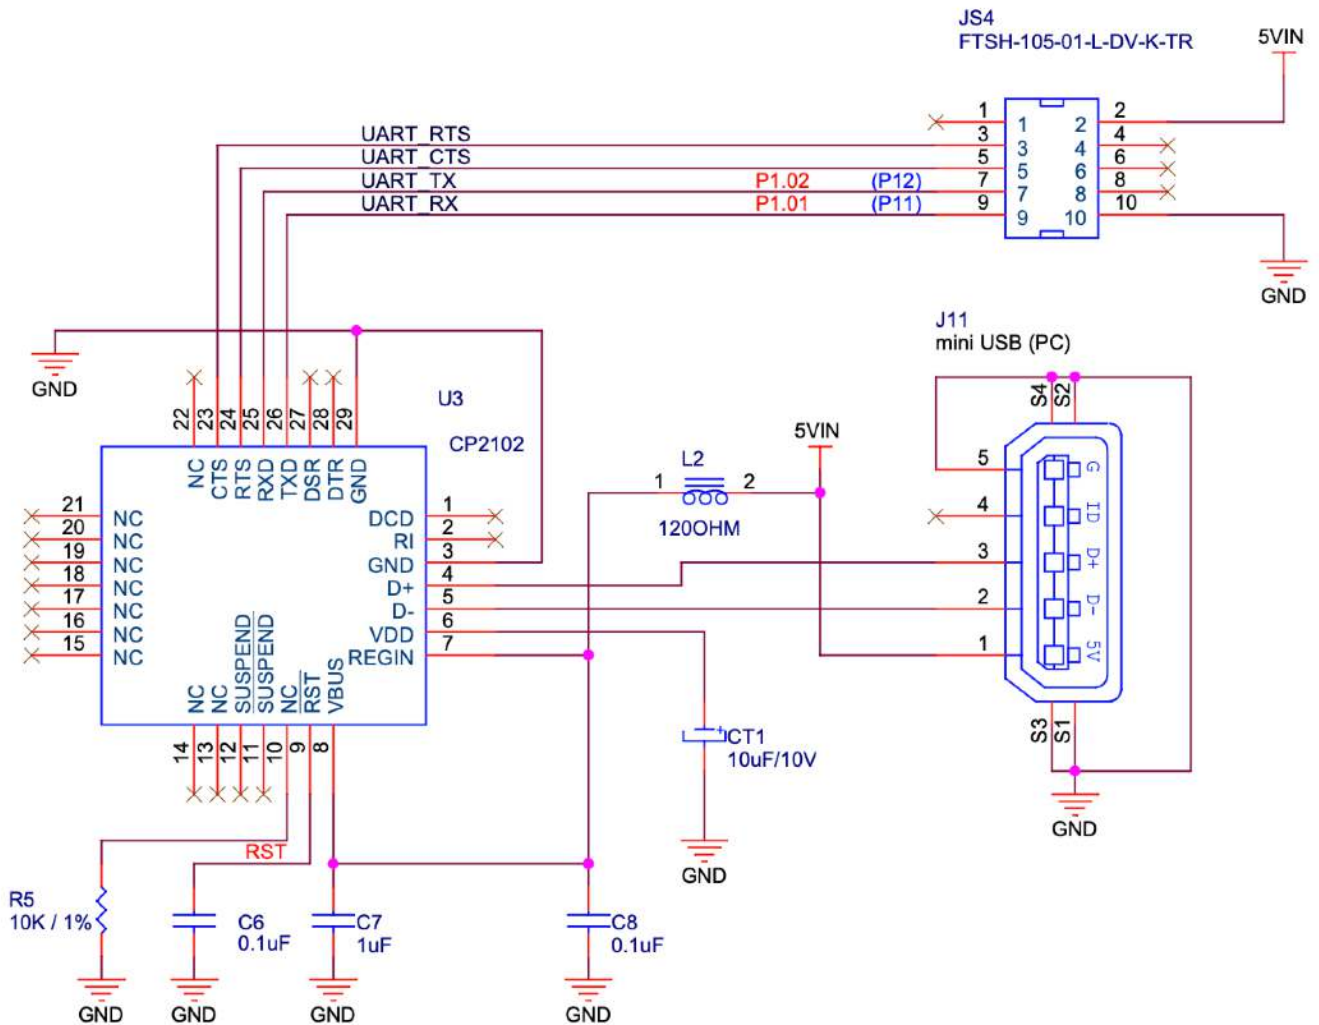 JS4
FTSH-105-01-L-DV-K-TR
5VIN
1 1 2 2
3 3 4 4
5 5 6 6
7 7 8 8
9 9 10 10
UART_RTS
UART_CTS
UART_TX P1.02 (P12)
UART_RX P1.01 (P11)
GND
GND
J11
mini USB (PC)
S4 S2
5 G
4 ID
3 D+
2 D-
1 5V
S3 S1
GND
U3
CP2102
22 23 24 25 26 27 28 29
NC CTS RTS RXD TXD DSR DTR GND
21 NC
20 NC
19 NC
18 NC
17 NC
16 NC
15 NC
DCD 1
RI 2
GND 3
D+ 4
D- 5
VDD 6
REGIN 7
NC NC SUSPEND SUSPEND NC RST VBUS
14 13 12 11 10 9 8
5VIN
L2
1 2
120OHM
CT1
+
10uF/10V
GND
RST
R5
10K / 1%
C6
0.1uF
C7
1uF
C8
0.1uF
GND
GND
GND
GND